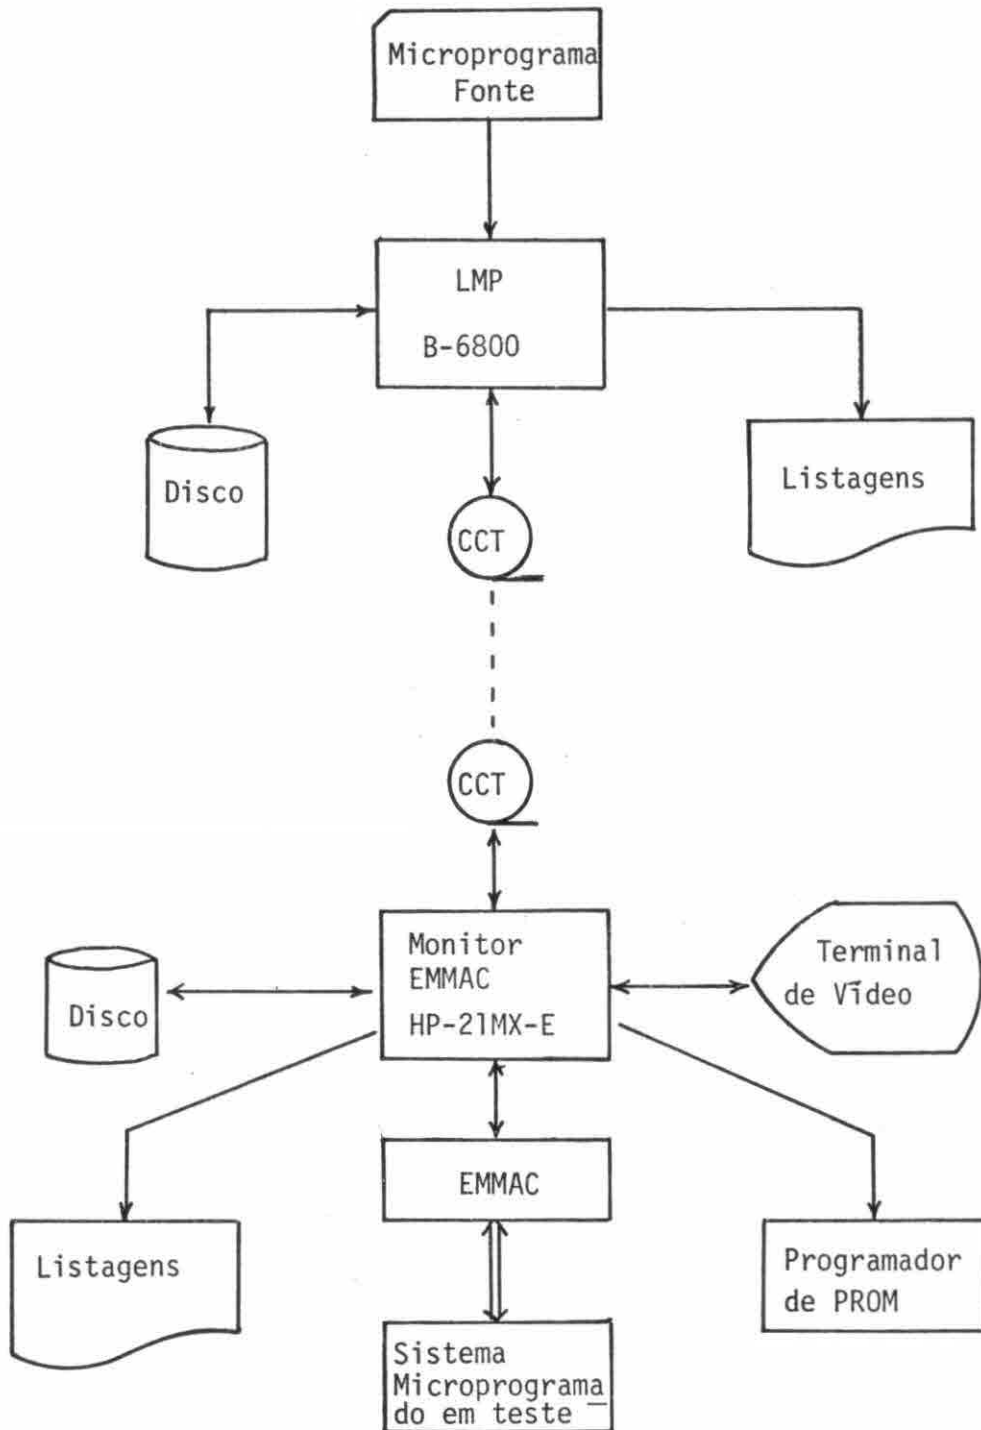 Microprograma
Fonte
LMP
B-6800
Disco
Listagens
CCT
CCT
Monitor
EMMAC
HP-21MX-E
Terminal
de Vídeo
Disco
EMMAC
Listagens
Programador
de PROM
Sistema
Microprograma
do em teste